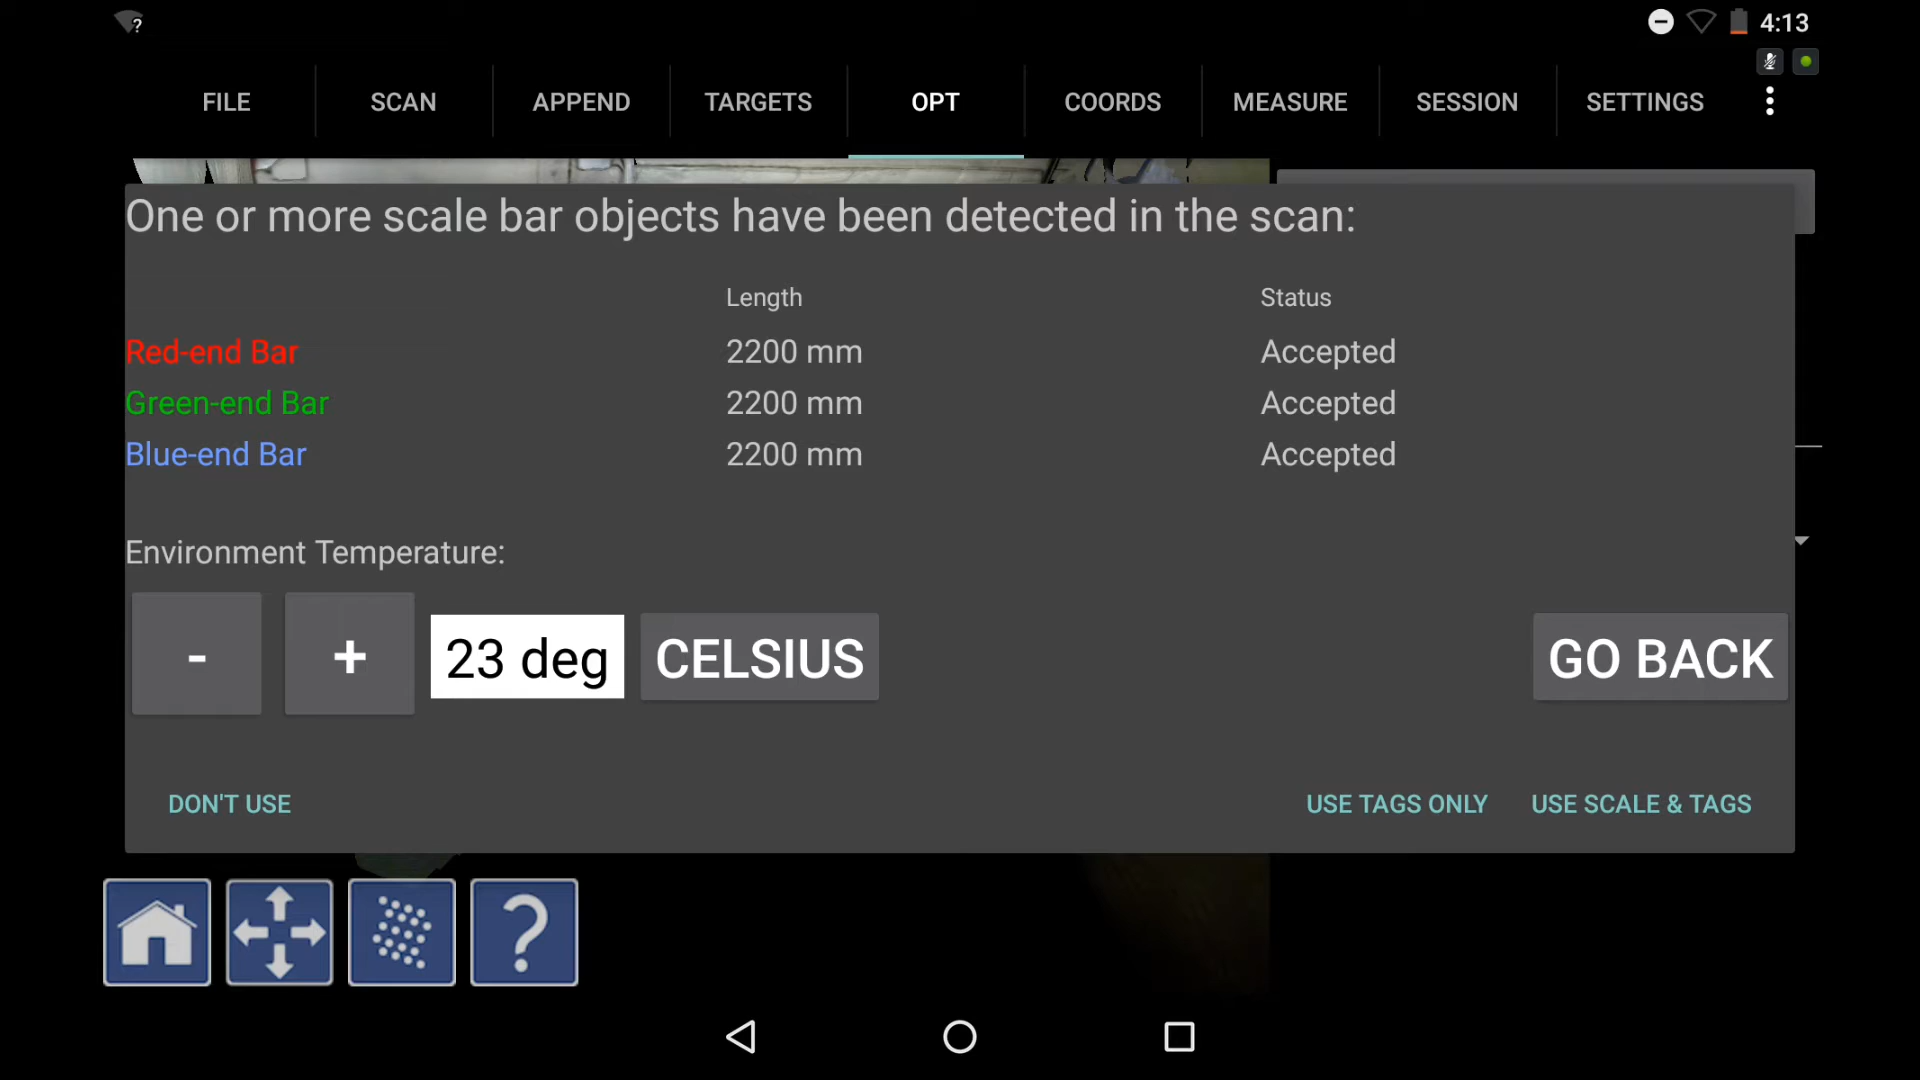 ?
4:13
FILE SCAN APPEND TARGETS OPT COORDS MEASURE SESSION SETTINGS
One or more scale bar objects have been detected in the scan:
Length Status
Red-end Bar 2200 mm Accepted
Green-end Bar 2200 mm Accepted
Blue-end Bar 2200 mm Accepted
Environment Temperature:
- + 23 deg CELSIUS GO BACK
DON'T USE USE TAGS ONLY USE SCALE & TAGS
?